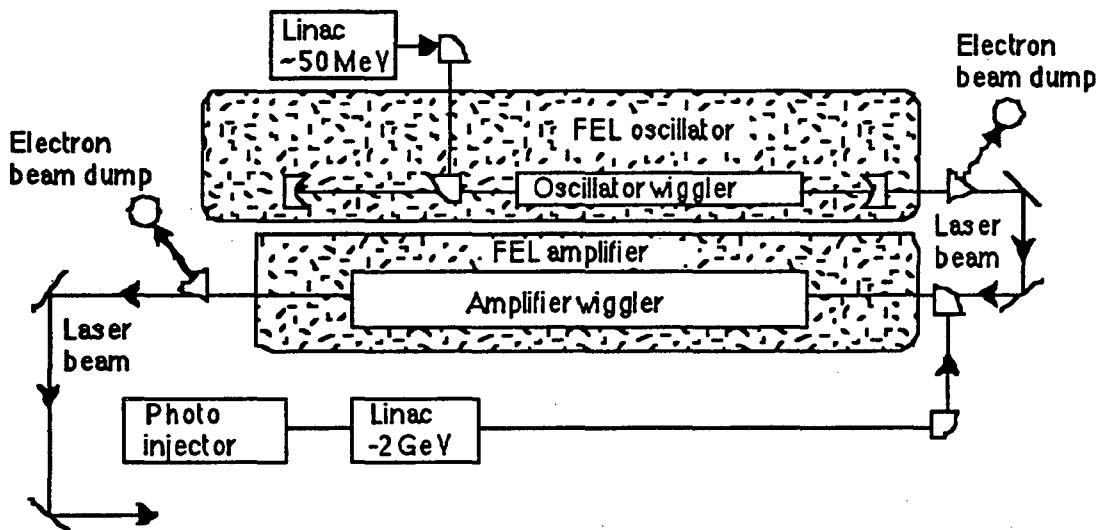 Linac
~50 MeV
Electron
beam dump
FEL oscillator
Electron
beam dump
Oscillator wiggler
FEL amplifier
Laser
beam
Amplifier wiggler
Laser
beam
Photo
injector
Linac
-2 GeV